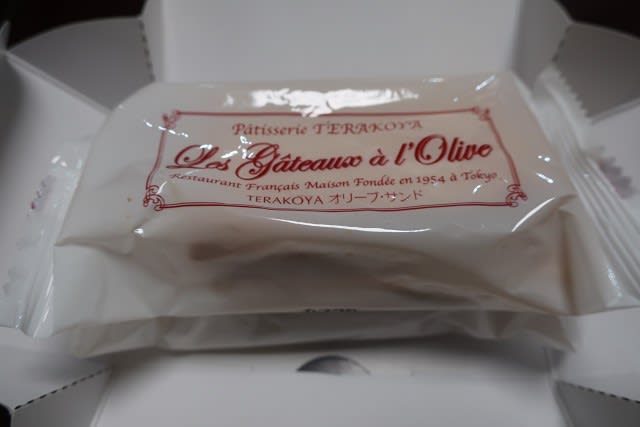 Pâtisserie TERAKOYA
Les Gâteaux à l'Olive
Restaurant Français Maison Fondée en 1954 à Tokyo
TERAKOYA オリーブ・サンド